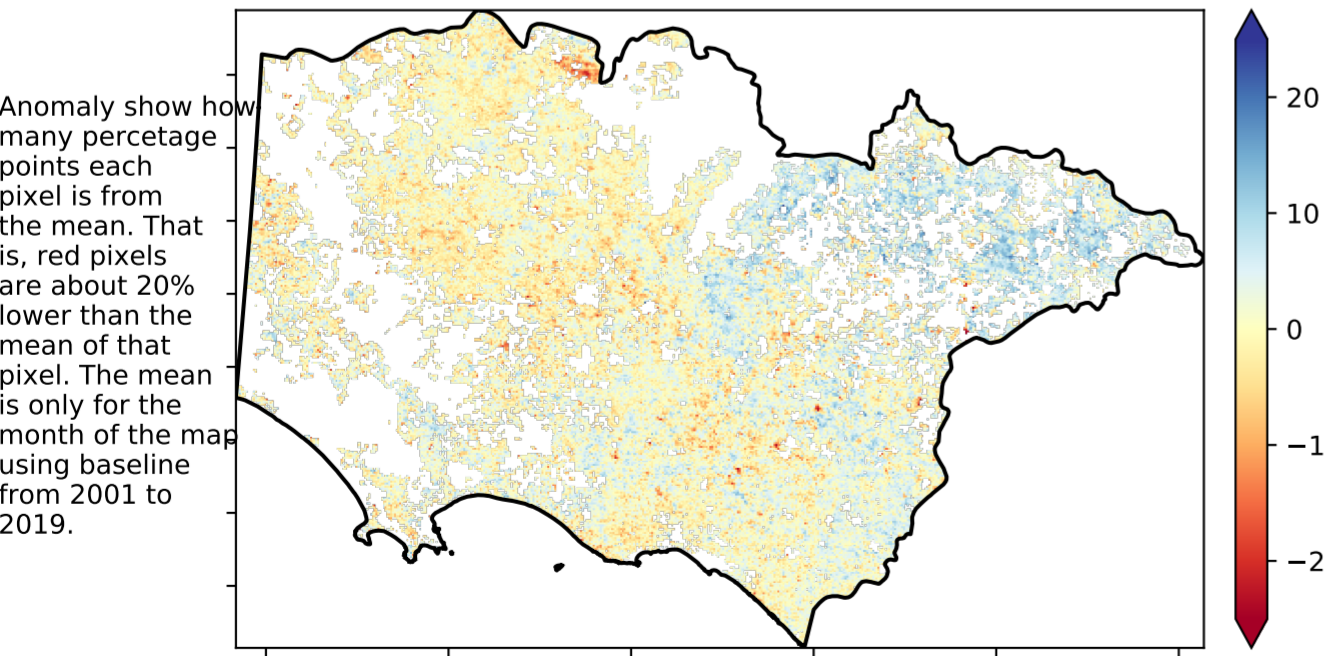 Anomaly show how
many percetage
points each
pixel is from
the mean. That
is, red pixels
are about 20%
lower than the
mean of that
pixel. The mean
is only for the
month of the map
using baseline
from 2001 to
2019.
20
10
0
−1
−2